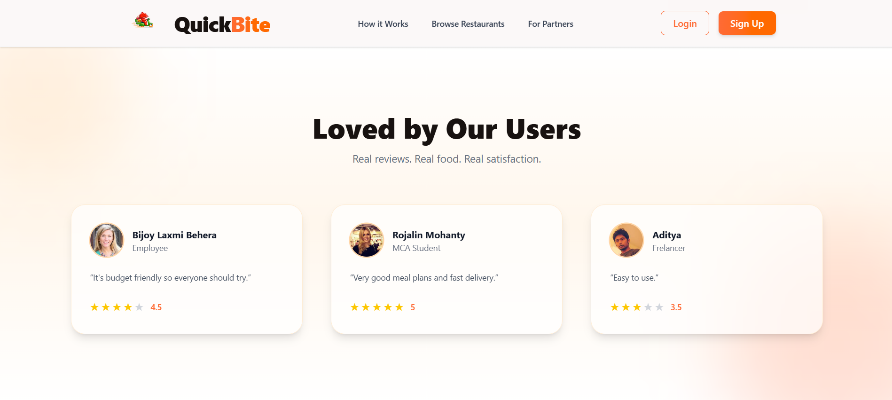 QuickBite
How it Works
Browse Restaurants
For Partners
Login
Sign Up
Loved by Our Users
Real reviews. Real food. Real satisfaction.
Bijoy Laxmi Behera
Employee
"It's budget friendly so everyone should try."
★★★★★ 4.5
Rojalin Mohanty
MCA Student
"Very good meal plans and fast delivery."
★★★★★ 5
Aditya
Frelancer
"Easy to use."
★★★★★ 3.5